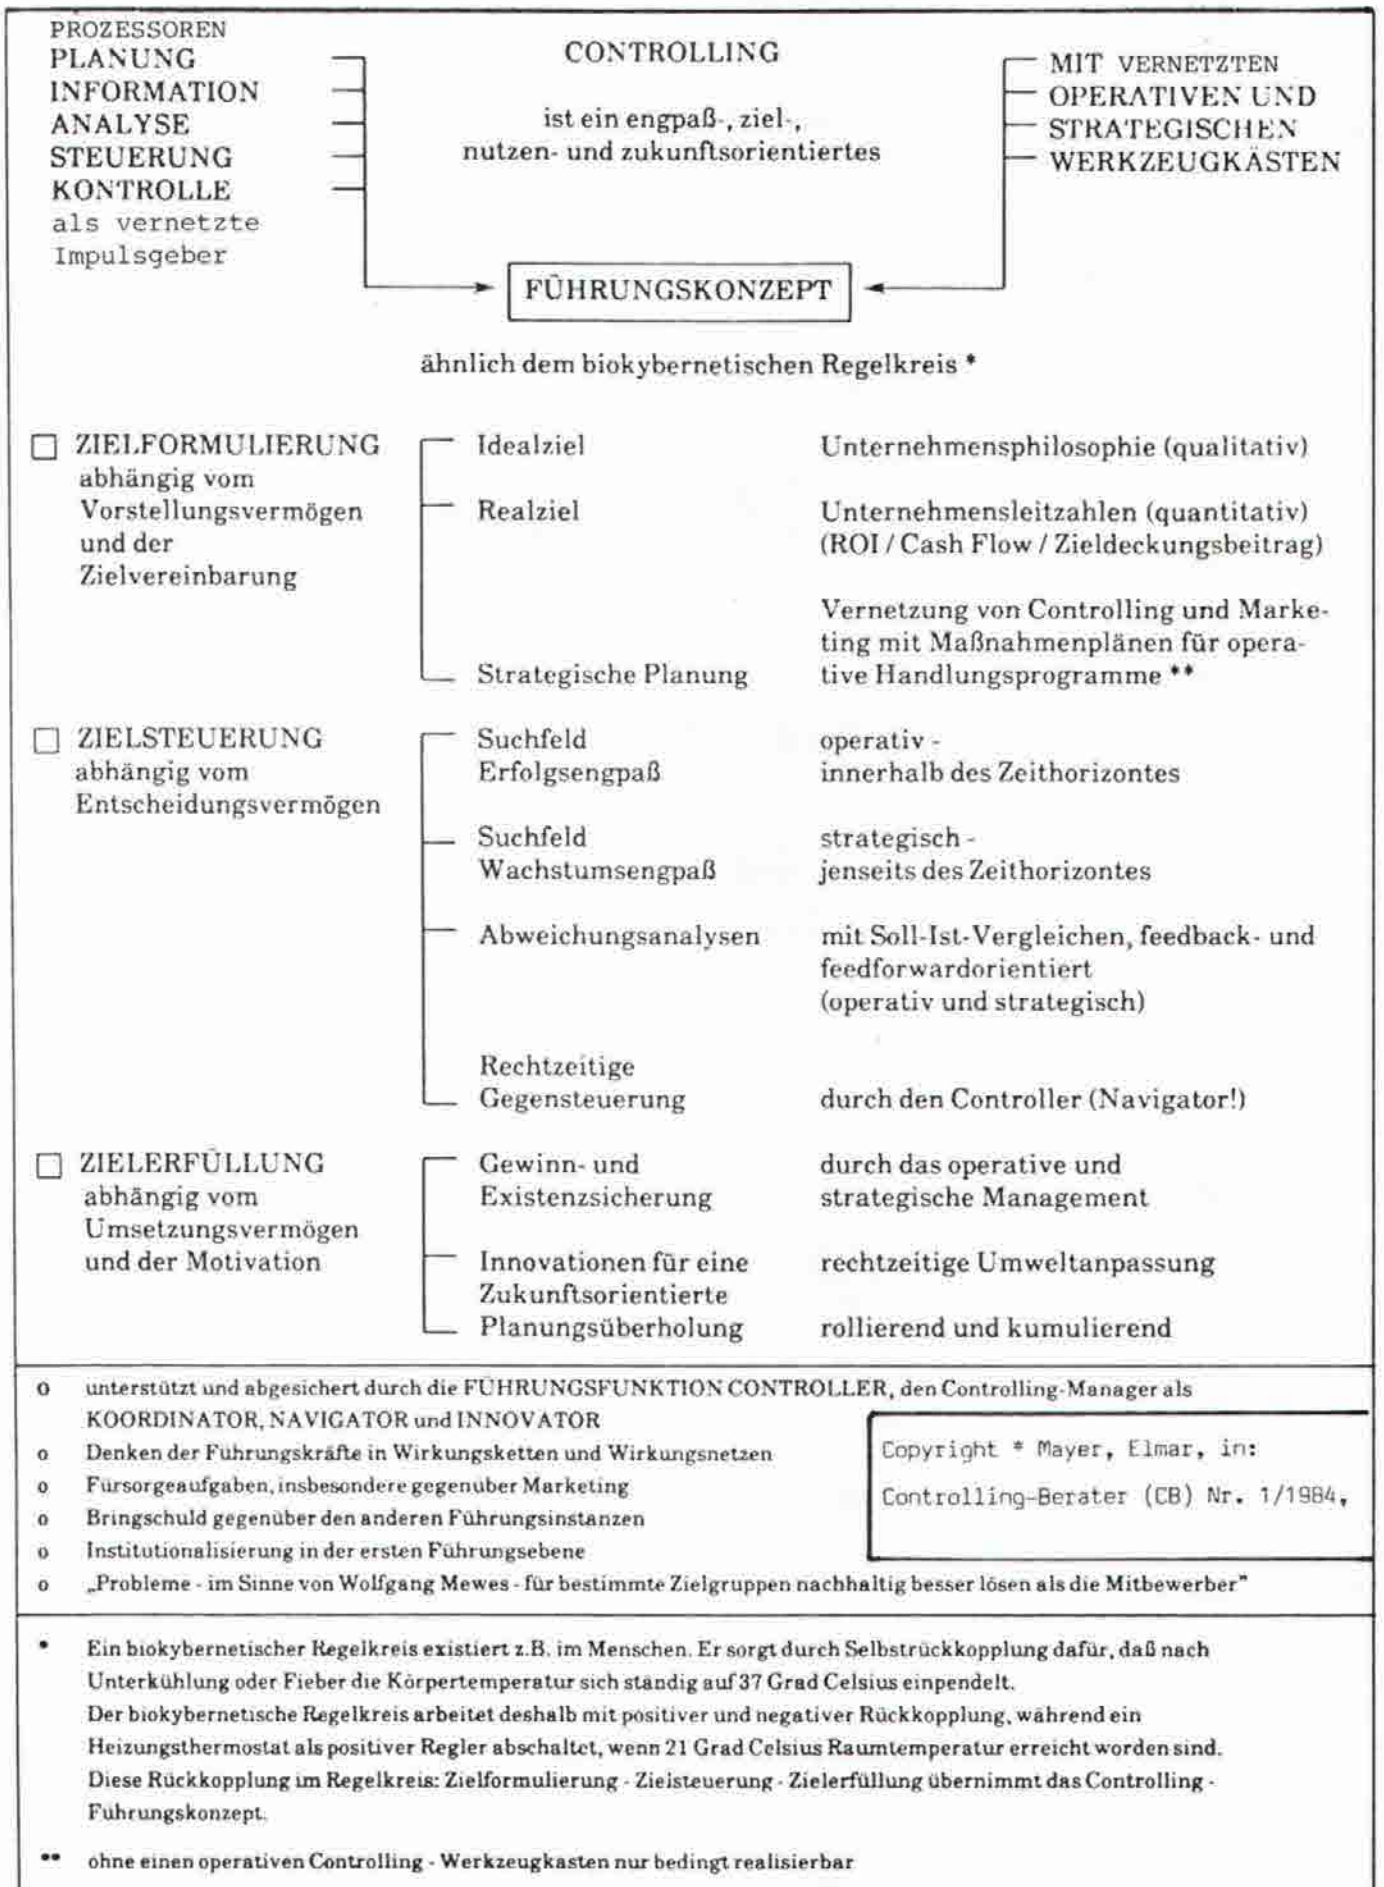 PROZESSOREN
PLANUNG
INFORMATION
ANALYSE
STEUERUNG
KONTROLLE
als vernetzte
Impulsgeber
CONTROLLING
ist ein engpaß-, ziel-,
nutzen- und zukunftsorientiertes
MIT VERNETZTEN
OPERATIVEN UND
STRATEGISCHEN
WERKZEUGKÄSTEN
FÜHRUNGSKONZEPT
ähnlich dem biokybernetischen Regelkreis *
ZIELFORMULIERUNG
abhängig vom
Vorstellungsvermögen
und der
Zielvereinbarung
Idealziel
Unternehmensphilosophie (qualitativ)
Realziel
Unternehmensleitzahlen (quantitativ)
(ROI / Cash Flow / Zieldeckungsbeitrag)
Strategische Planung
Vernetzung von Controlling und Marke-
ting mit Maßnahmenplänen für opera-
tive Handlungsprogramme **
ZIELSTEUERUNG
abhängig vom
Entscheidungsvermögen
Suchfeld
Erfolgsengpaß
operativ -
innerhalb des Zeithorizontes
Suchfeld
Wachstumsengpaß
strategisch -
jenseits des Zeithorizontes
Abweichungsanalysen
mit Soll-Ist-Vergleichen, feedback- und
feedforwardorientiert
(operativ und strategisch)
Rechtzeitige
Gegensteuerung
durch den Controller (Navigator!)
ZIELERFÜLLUNG
abhängig vom
Umsetzungsvermögen
und der Motivation
Gewinn- und
Existenzsicherung
durch das operative und
strategische Management
Innovationen für eine
Zukunftsorientierte
Planungsüberholung
rechtzeitige Umweltanpassung
rollierend und kumulierend
o unterstützt und abgesichert durch die FÜHRUNGSFUNKTION CONTROLLER, den Controlling-Manager als
KOORDINATOR, NAVIGATOR und INNOVATOR
o Denken der Führungskräfte in Wirkungsketten und Wirkungsnetzen
o Fürsorgeaufgaben, insbesondere gegenüber Marketing
o Bringschuld gegenüber den anderen Führungsinstanzen
o Institutionalisierung in der ersten Führungsebene
o „Probleme - im Sinne von Wolfgang Mewes - für bestimmte Zielgruppen nachhaltig besser lösen als die Mitbewerber"
Copyright * Mayer, Elmar, in:
Controlling-Berater (CB) Nr. 1/1984,
* Ein biokybernetischer Regelkreis existiert z.B. im Menschen. Er sorgt durch Selbstrückkopplung dafür, daß nach
Unterkühlung oder Fieber die Körpertemperatur sich ständig auf 37 Grad Celsius einpendelt.
Der biokybernetische Regelkreis arbeitet deshalb mit positiver und negativer Rückkopplung, während ein
Heizungsthermostat als positiver Regler abschaltet, wenn 21 Grad Celsius Raumtemperatur erreicht worden sind.
Diese Rückkopplung im Regelkreis: Zielformulierung - Zieisteuerung - Zielerfüllung übernimmt das Controlling -
Führungskonzept.
** ohne einen operativen Controlling - Werkzeugkasten nur bedingt realisierbar